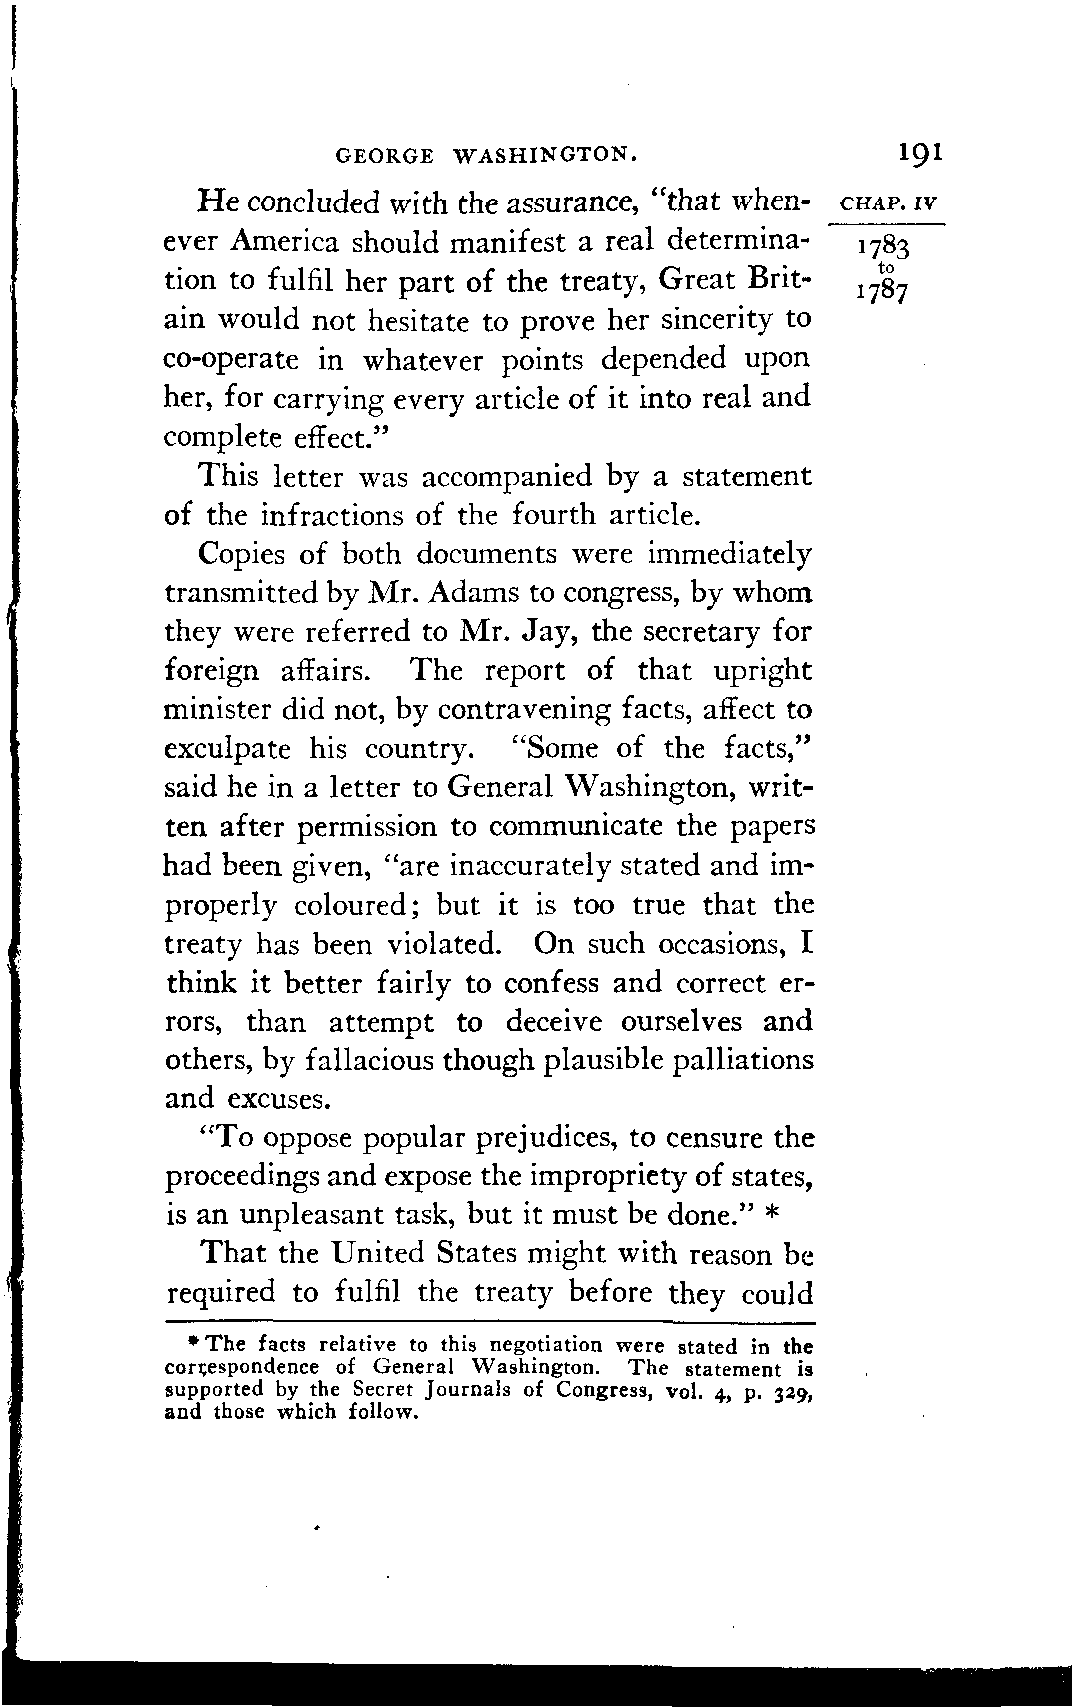 GEORGE WASHINGTON. 191
CHAP. IV
1783
to
1787
He concluded with the assurance, "that when-
ever America should manifest a real determina-
tion to fulfil her part of the treaty, Great Brit-
ain would not hesitate to prove her sincerity to
co-operate in whatever points depended upon
her, for carrying every article of it into real and
complete effect."
This letter was accompanied by a statement
of the infractions of the fourth article.
Copies of both documents were immediately
transmitted by Mr. Adams to congress, by whom
they were referred to Mr. Jay, the secretary for
foreign affairs. The report of that upright
minister did not, by contravening facts, affect to
exculpate his country. "Some of the facts,"
said he in a letter to General Washington, writ-
ten after permission to communicate the papers
had been given, "are inaccurately stated and im-
properly coloured; but it is too true that the
treaty has been violated. On such occasions, I
think it better fairly to confess and correct er-
rors, than attempt to deceive ourselves and
others, by fallacious though plausible palliations
and excuses.
"To oppose popular prejudices, to censure the
proceedings and expose the impropriety of states,
is an unpleasant task, but it must be done." *
That the United States might with reason be
required to fulfil the treaty before they could
* The facts relative to this negotiation were stated in the
correspondence of General Washington. The statement is
supported by the Secret Journals of Congress, vol. 4, p. 329,
and those which follow.